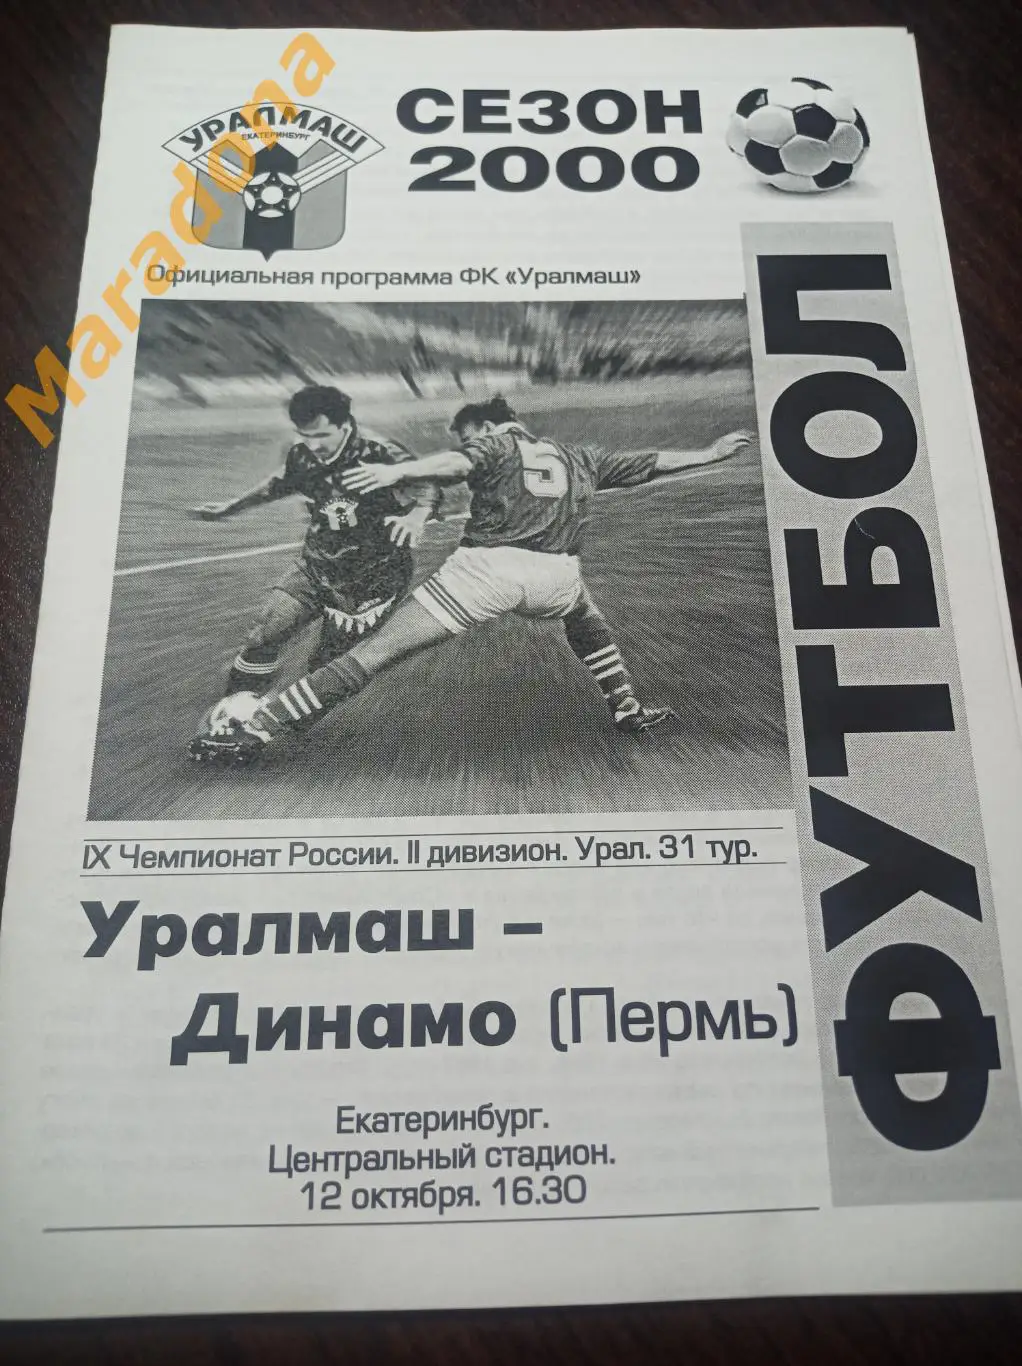 УРАЛМАШ
ЕКАТЕРИНБУРГ
СЕЗОН
2000
Официальная программа ФК «Уралмаш»
Maradona
5
ФУТБОЛ
IX Чемпионат России. II дивизион. Урал. 31 тур.
Уралмаш –
Динамо (Пермь)
Екатеринбург.
Центральный стадион.
12 октября. 16.30